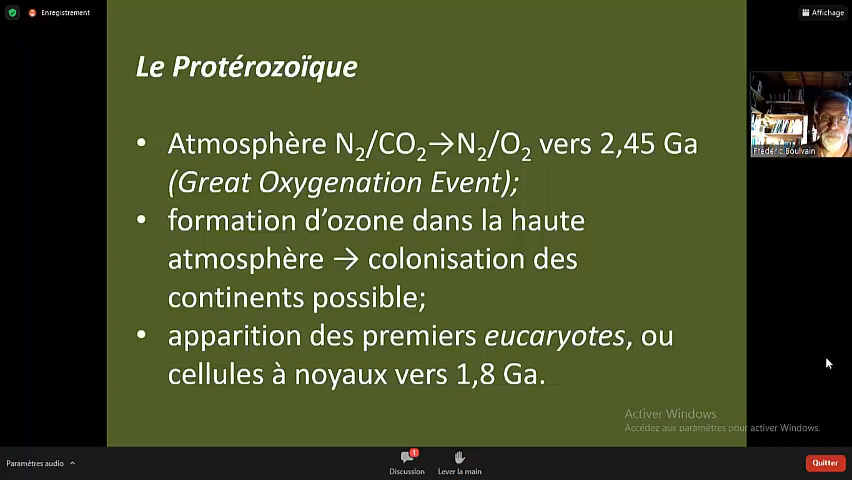 Enregistrement
Affichage
Le Protérozoïque
• Atmosphère N₂/CO₂→N₂/O₂ vers 2,45 Ga
(Great Oxygenation Event);
• formation d’ozone dans la haute
atmosphère → colonisation des
continents possible;
• apparition des premiers eucaryotes, ou
cellules à noyaux vers 1,8 Ga.
Frédéric Boulvain
Activer Windows
Accédez aux paramètres pour activer Windows.
Paramètres audio
1
Discussion
Lever la main
Quitter